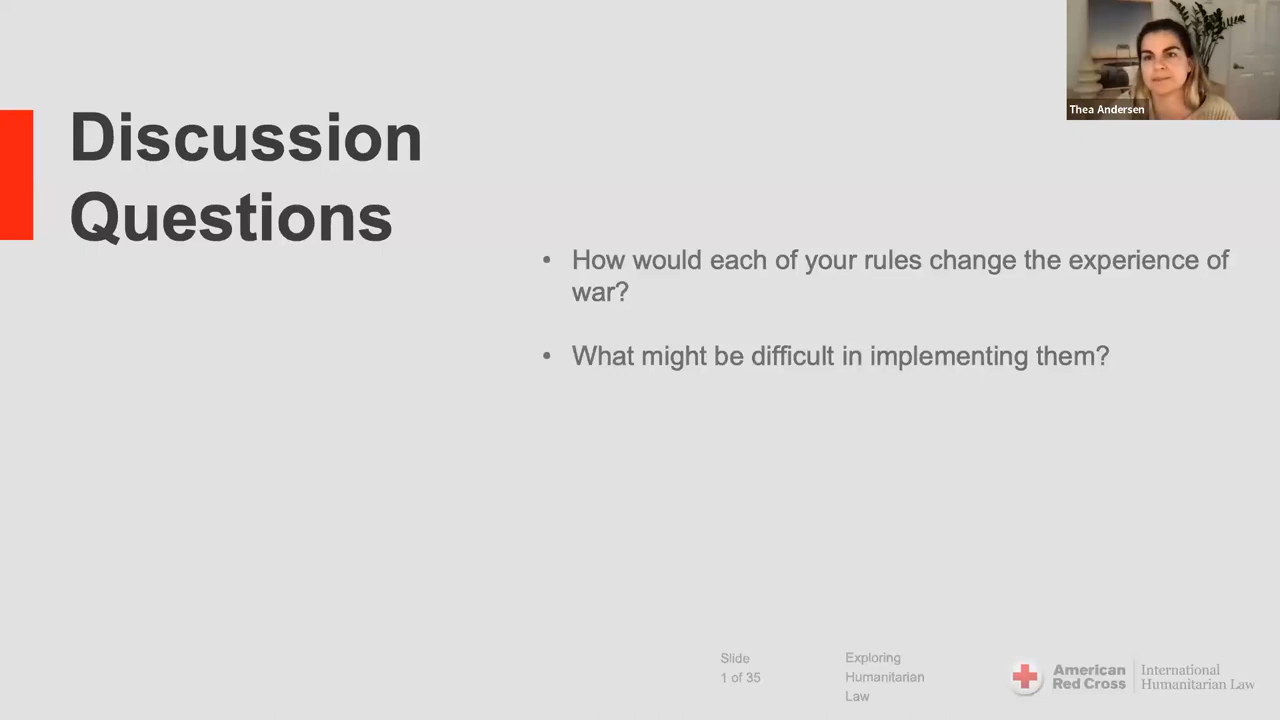 Thea Andersen
Discussion
Questions
• How would each of your rules change the experience of
war?
• What might be difficult in implementing them?
Slide
1 of 35
Exploring
Humanitarian
Law
American
Red Cross
International
Humanitarian Law